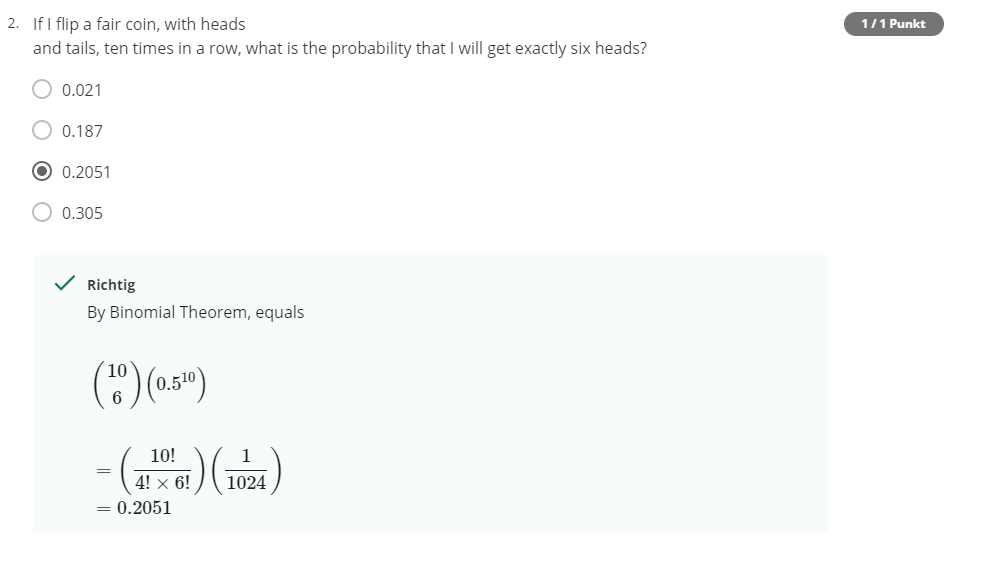 2. If I flip a fair coin, with heads
1 / 1 Punkt
and tails, ten times in a row, what is the probability that I will get exactly six heads?
0.021
0.187
0.2051
0.305
Richtig
By Binomial Theorem, equals
(10 6)(0.5¹⁰)
= (10! / 4! × 6!)(1 / 1024)
= 0.2051